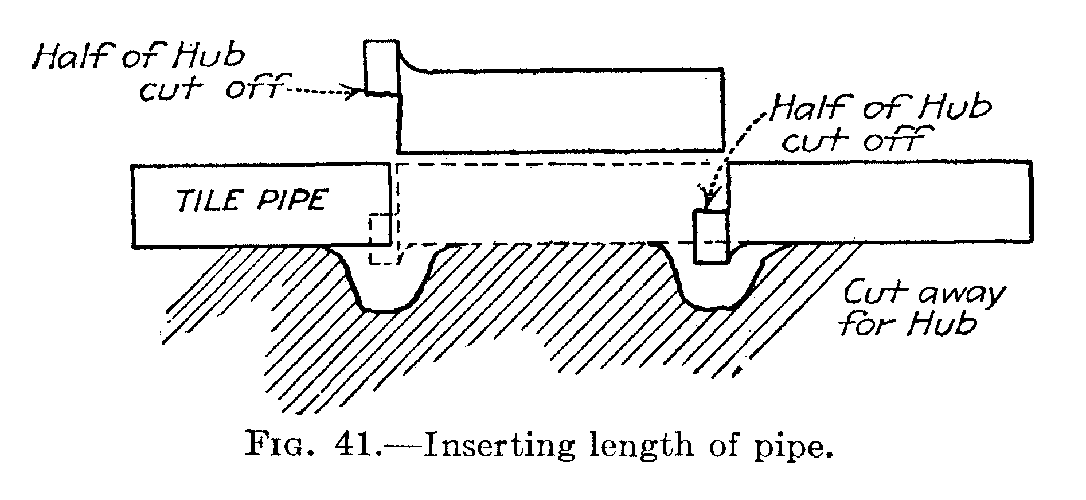 Half of Hub
cut off
Half of Hub
cut off
TILE PIPE
Cut away
for Hub
FIG. 41.—Inserting length of pipe.